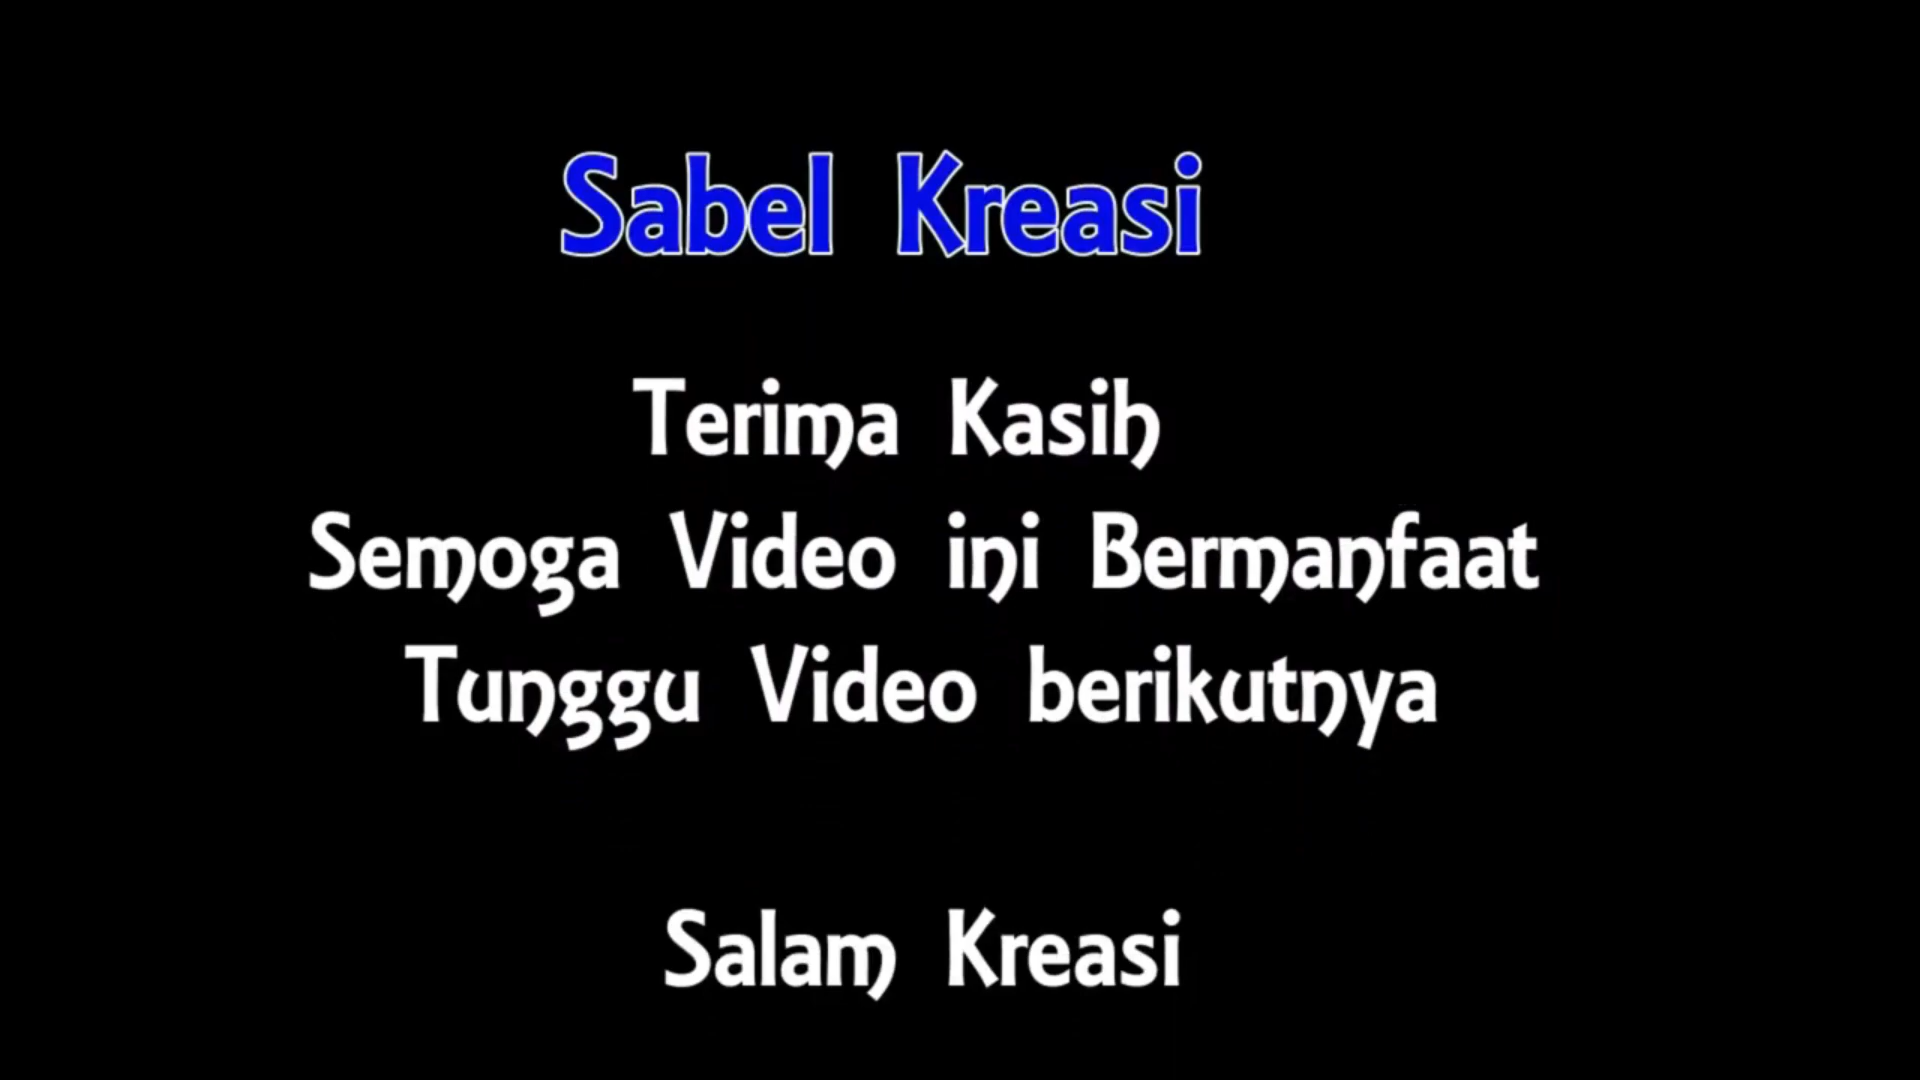 Sabel Kreasi
Terima Kasih
Semoga Video ini Bermanfaat
Tunggu Video berikutnya
Salam Kreasi